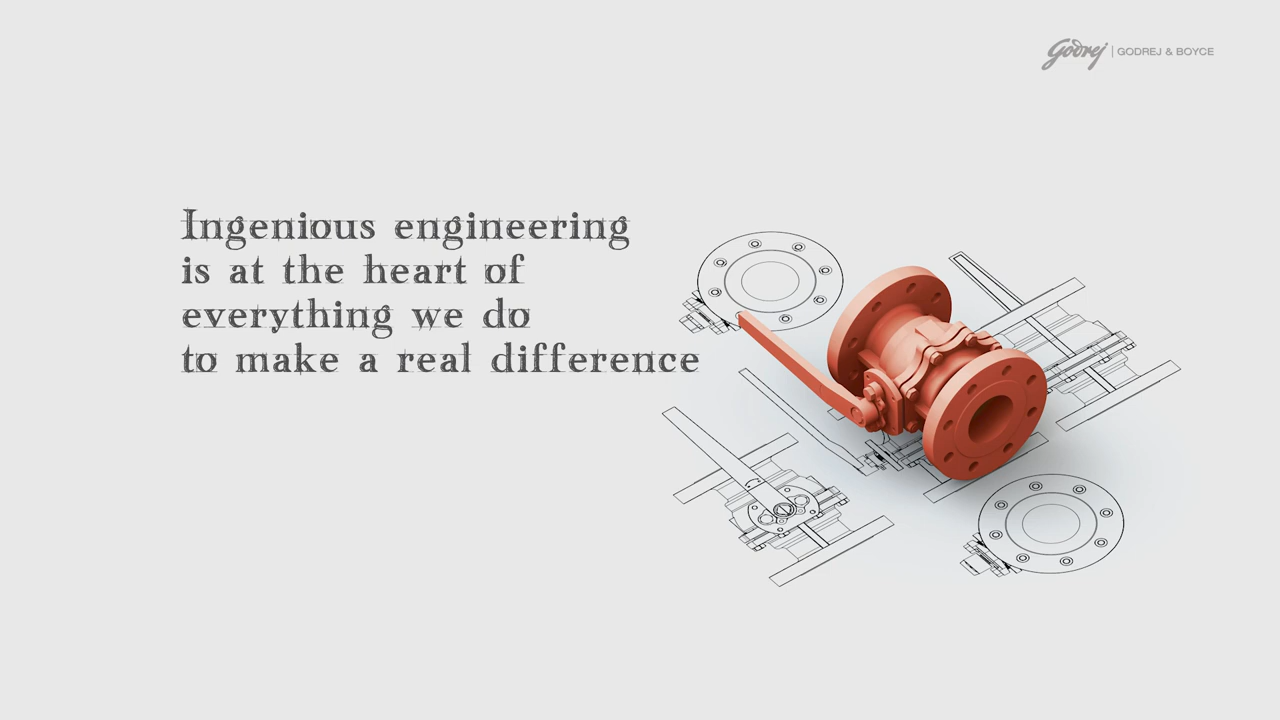 Godrej | GODREJ & BOYCE
Ingenious engineering
is at the heart of
everything we do
to make a real difference